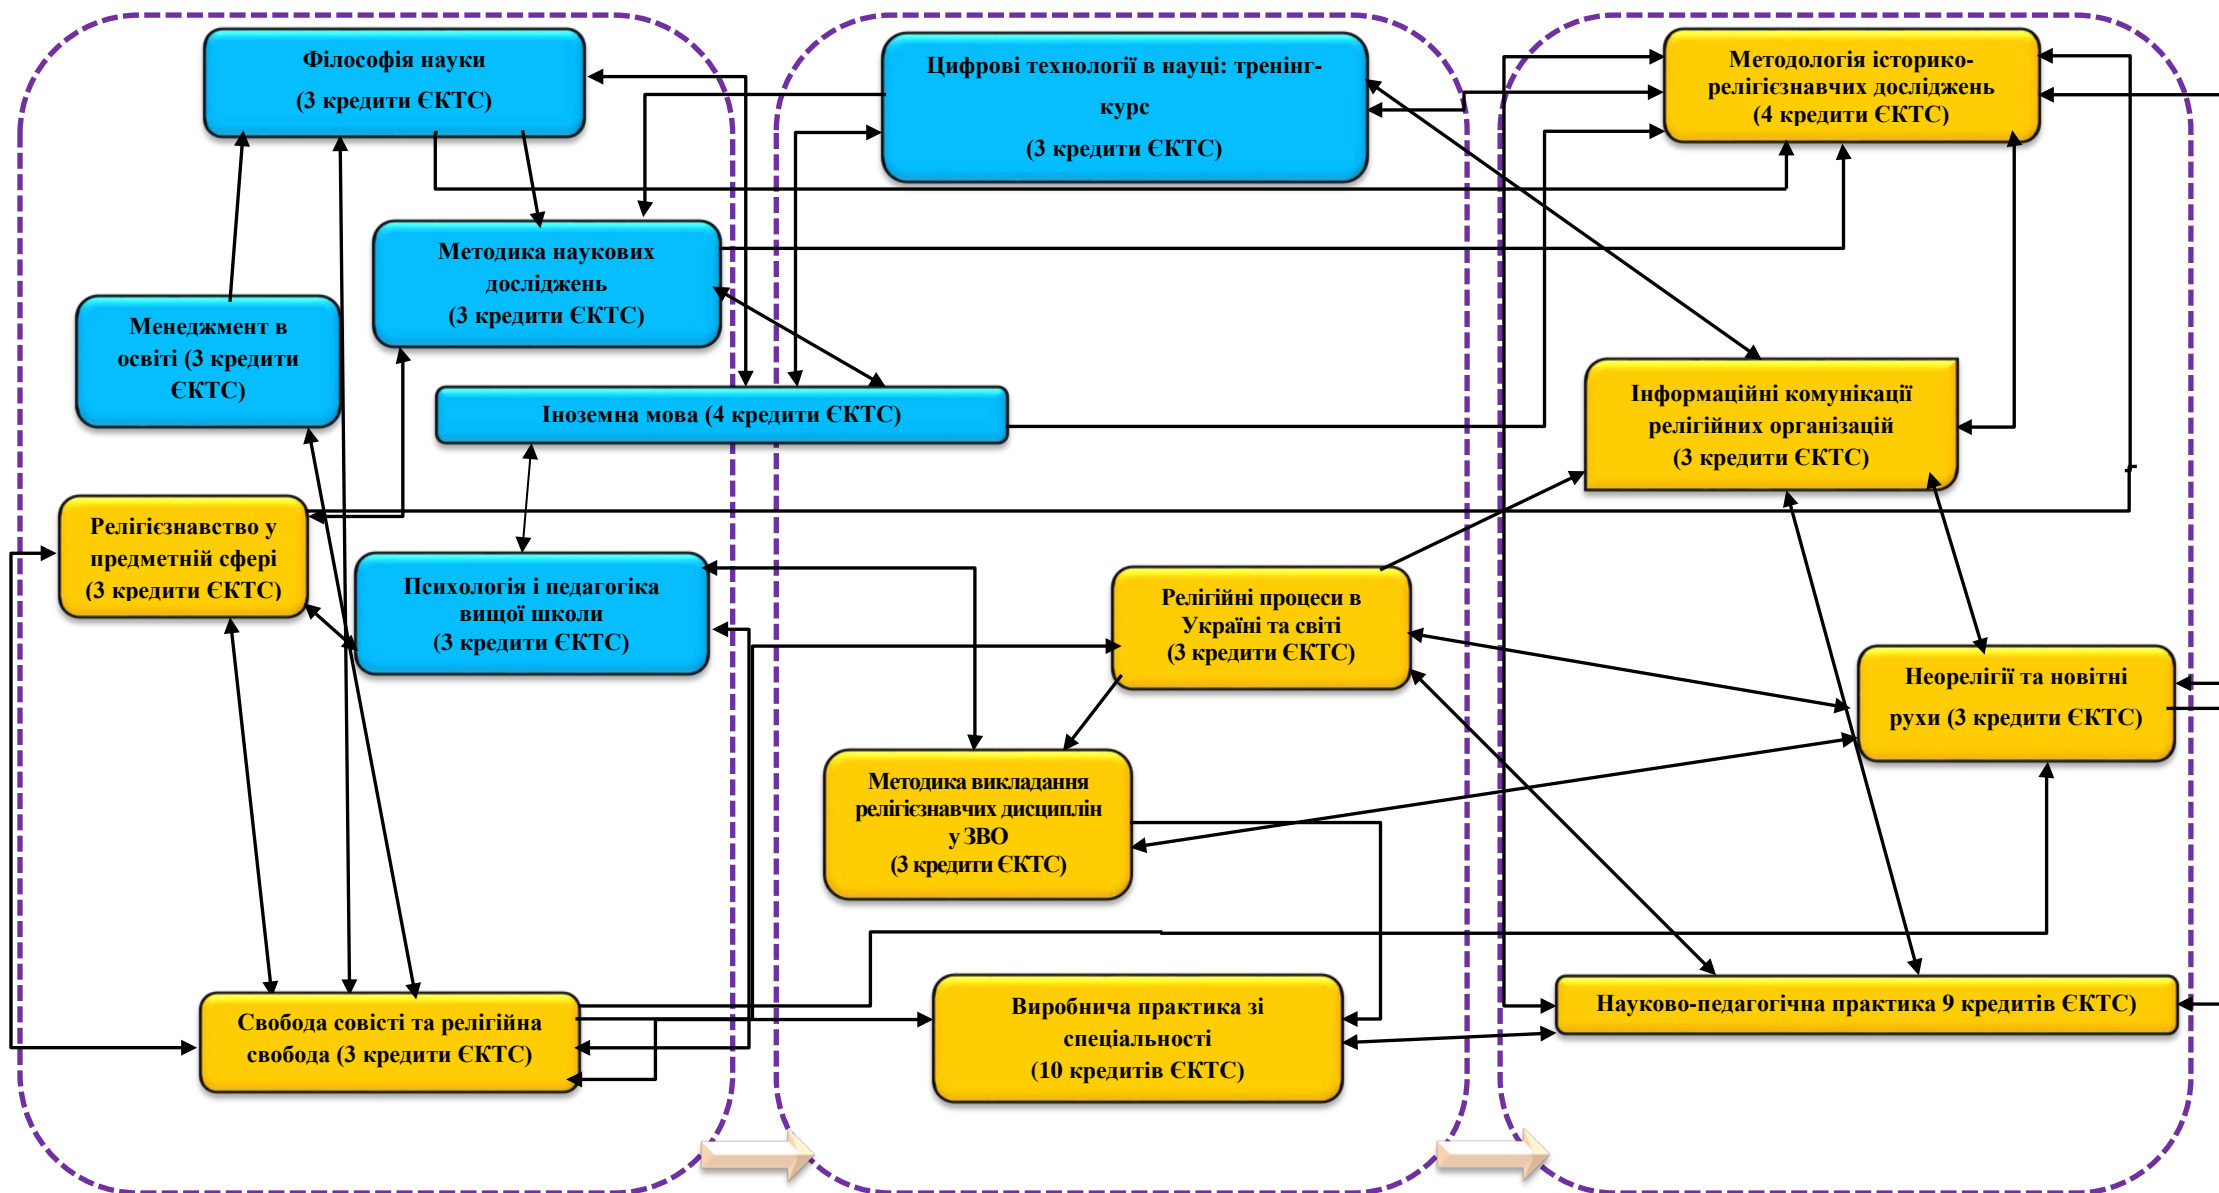 Філософія науки
(3 кредити ЄКТС)
Методика наукових
досліджень
(3 кредити ЄКТС)
Менеджмент в
освіті (3 кредити
ЄКТС)
Іноземна мова (4 кредити ЄКТС)
Релігієзнавство у
предметній сфері
(3 кредити ЄКТС)
Психологія і педагогіка
вищої школи
(3 кредити ЄКТС)
Свобода совісті та релігійна
свобода (3 кредити ЄКТС)
Цифрові технології в науці: тренінг-
курс
(3 кредити ЄКТС)
Релігійні процеси в
Україні та світі
(3 кредити ЄКТС)
Методика викладання
релігієзнавчих дисциплін
у ЗВО
(3 кредити ЄКТС)
Виробнича практика зі
спеціальності
(10 кредитів ЄКТС)
Методологія історико-
релігієзнавчих досліджень
(4 кредити ЄКТС)
Інформаційні комунікації
релігійних організацій
(3 кредити ЄКТС)
Неорелігії та новітні
рухи (3 кредити ЄКТС)
Науково-педагогічна практика 9 кредитів ЄКТС)